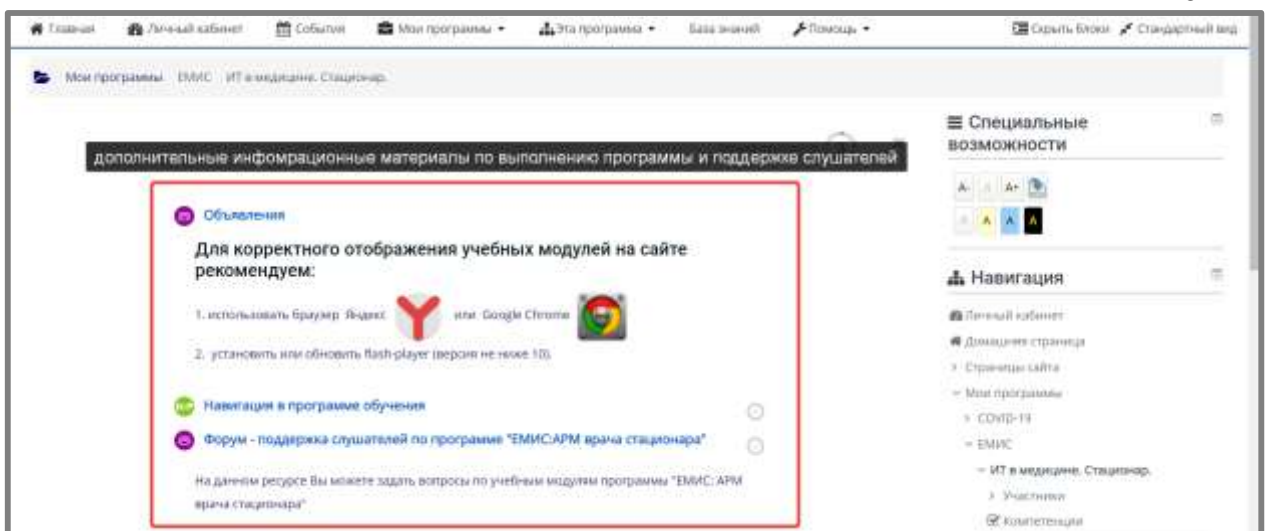 Главная Личный кабинет События Мои программы Эта программа База знаний Помощь Скрыть блоки Стандартный вид
Мои программы ЕМИС ИТ в медицине. Стационар.
Специальные
возможности
дополнительные инфомрационные материалы по выполнению программы и поддержке слушателей
A- A A+
A A A A
Объявления
Для корректного отображения учебных модулей на сайте
рекомендуем:
1. использовать браузер Яндекс или Google Chrome
2. установить или обновить flash-player (версия не ниже 10).
Навигация в программе обучения
Форум - поддержка слушателей по программе "ЕМИС:АРМ врача стационара"
На данном ресурсе Вы можете задать вопросы по учебным модулям программы "ЕМИС: АРМ
врача стационара"
Навигация
Личный кабинет
Домашняя страница
Страницы сайта
Мои программы
COVID-19
ЕМИС
ИТ в медицине. Стационар.
Участники
Компетенции